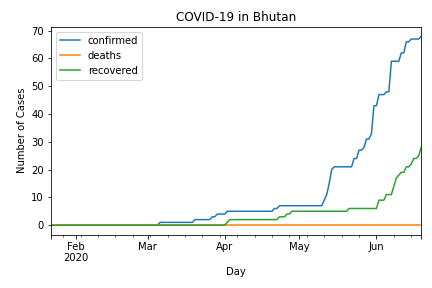 COVID-19 in Bhutan
confirmed
deaths
recovered
70
60
50
40
30
20
10
0
Number of Cases
Feb
2020
Mar
Apr
May
Jun
Day